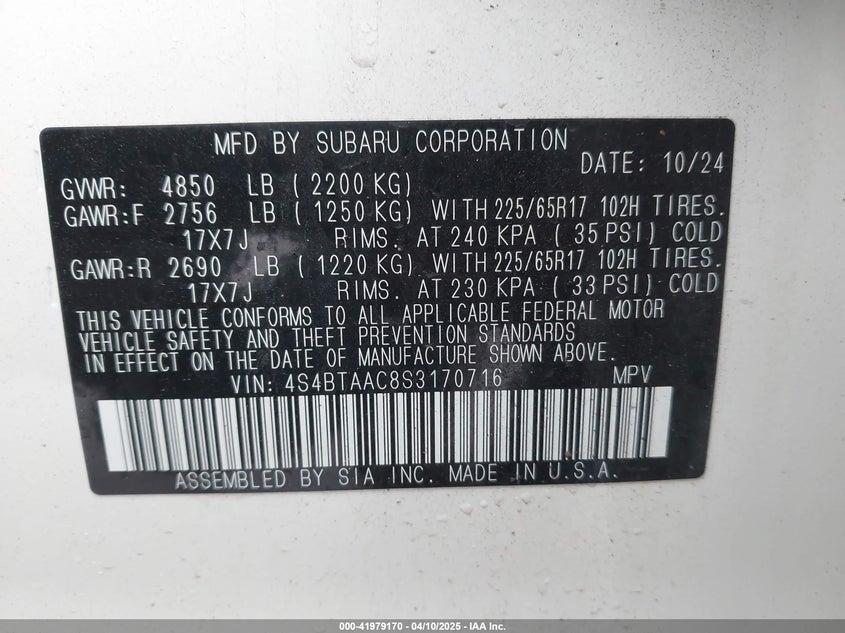 MFD BY SUBARU CORPORATION
DATE: 10/24
GVWR: 4850 LB ( 2200 KG)
GAWR:F 2756 LB ( 1250 KG) WITH 225/65R17 102H TIRES.
17X7J RIMS. AT 240 KPA ( 35 PSI) COLD
GAWR:R 2690 LB ( 1220 KG) WITH 225/65R17 102H TIRES.
17X7J RIMS. AT 230 KPA ( 33 PSI) COLD
THIS VEHICLE CONFORMS TO ALL APPLICABLE FEDERAL MOTOR
VEHICLE SAFETY AND THEFT PREVENTION STANDARDS
IN EFFECT ON THE DATE OF MANUFACTURE SHOWN ABOVE.
VIN: 4S4BTAAC8S3170716 MPV
ASSEMBLED BY SIA INC. MADE IN U.S.A.
000-41979170 | 04/10/2025 - IAA Inc.